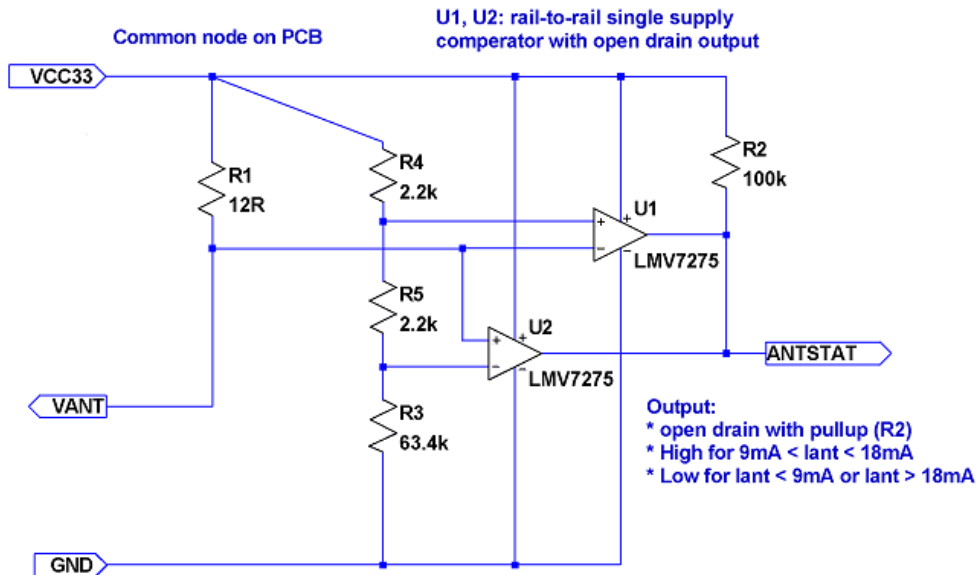 U1, U2: rail-to-rail single supply
comperator with open drain output
Common node on PCB
VCC33
R1
12R
R4
2.2k
R2
100k
U1
+
+
−
−
LMV7275
R5
2.2k
U2
+
+
−
−
LMV7275
ANTSTAT
VANT
R3
63.4k
Output:
* open drain with pullup (R2)
* High for 9mA < Iant < 18mA
* Low for Iant < 9mA or Iant > 18mA
GND